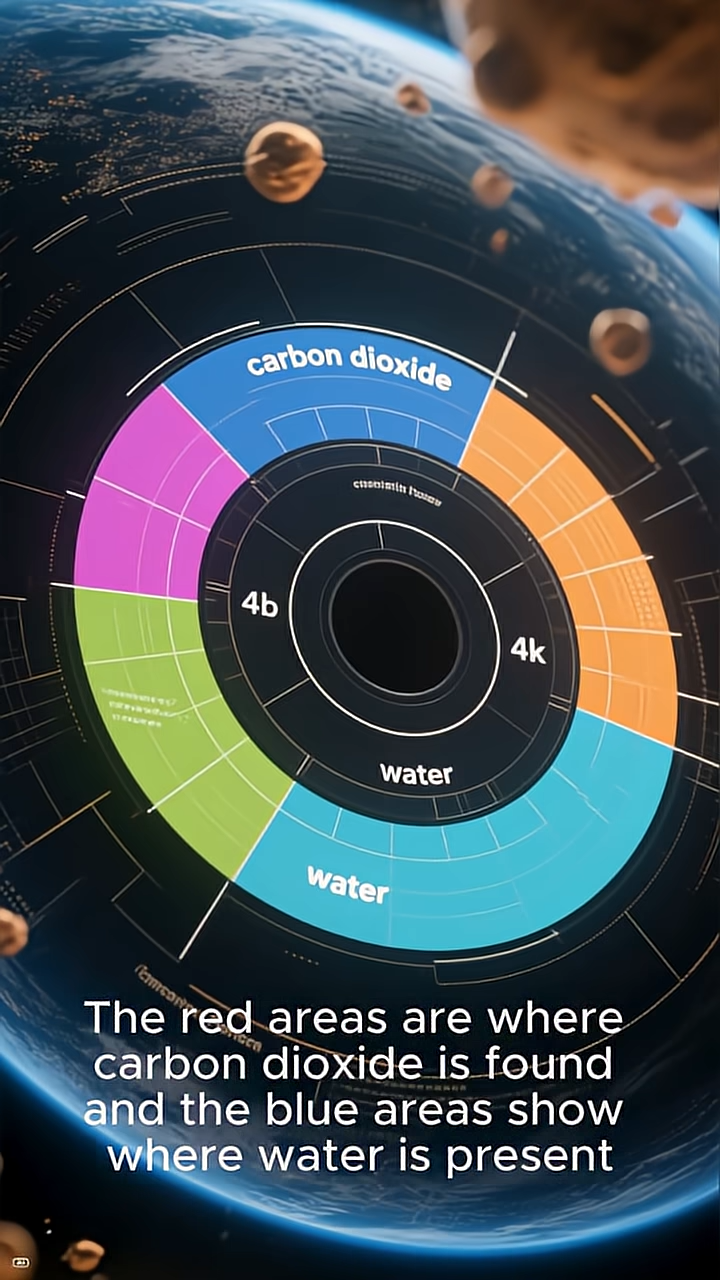 carbon dioxide
4b
4k
water
water
The red areas are where
carbon dioxide is found
and the blue areas show
where water is present